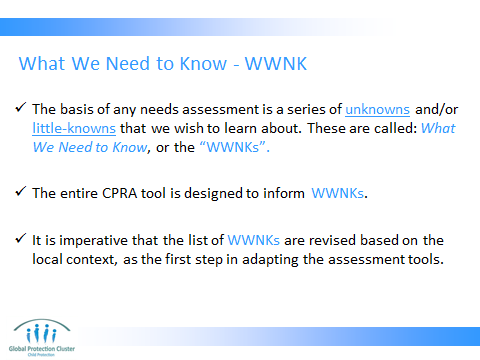 What We Need to Know - WWNK
✓ The basis of any needs assessment is a series of unknowns and/or
little-knowns that we wish to learn about. These are called: What
We Need to Know, or the “WWNKs”.
✓ The entire CPRA tool is designed to inform WWNKs.
✓ It is imperative that the list of WWNKs are revised based on the
local context, as the first step in adapting the assessment tools.
Global Protection Cluster
Child Protection